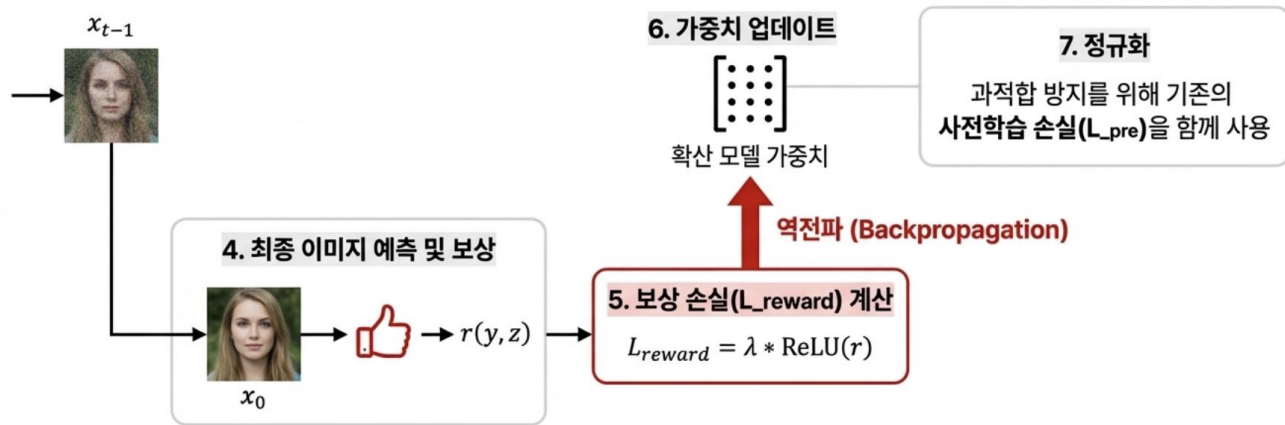 x_{t-1}
4. 최종 이미지 예측 및 보상
x_0
r(y, z)
5. 보상 손실(L_reward) 계산
L_{reward} = λ * ReLU(r)
역전파 (Backpropagation)
6. 가중치 업데이트
확산 모델 가중치
7. 정규화
과적합 방지를 위해 기존의
사전학습 손실(L_pre)을 함께 사용